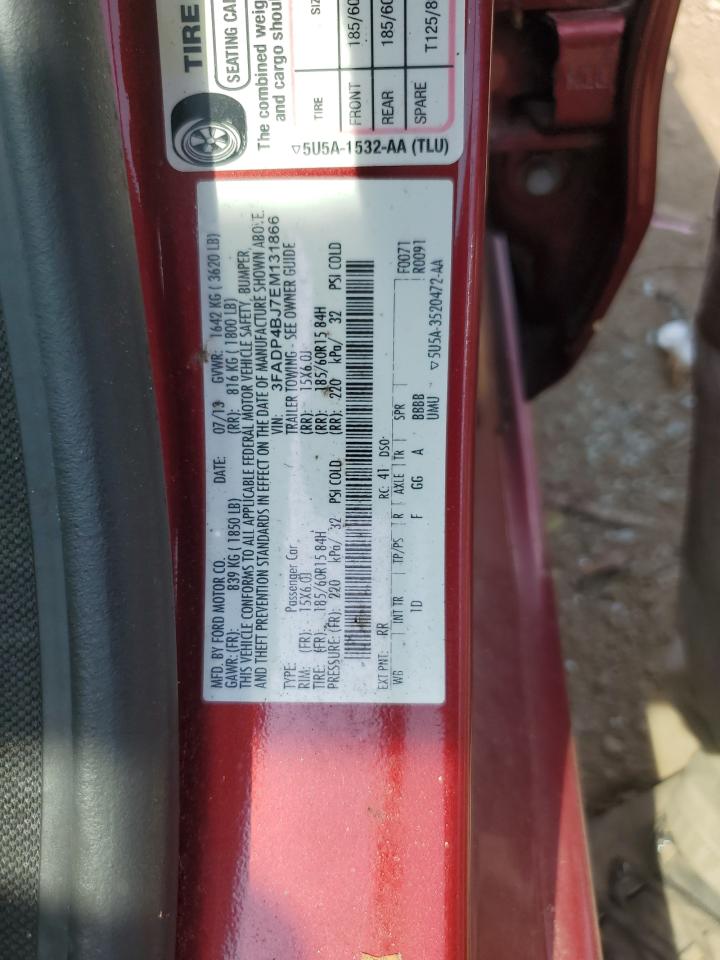 TIRE
SEATING CA
The combined weig
and cargo shou
TIRE SIZ
FRONT 185/60
REAR 185/60
SPARE T125/8
▽5U5A-1532-AA (TLU)
MFD. BY FORD MOTOR CO.
DATE: 07/13 GVWR: 1642 KG ( 3620 LB)
GAWR:(FR): 839 KG ( 1850 LB) (RR): 816 KG ( 1800 LB)
THIS VEHICLE CONFORMS TO ALL APPLICABLE FEDERAL MOTOR VEHICLE SAFETY, BUMPER,
AND THEFT PREVENTION STANDARDS IN EFFECT ON THE DATE OF MANUFACTURE SHOWN ABOVE.
VIN: 3FADP4BJ7EM131866
TYPE: Passenger Car TRAILER TOWING - SEE OWNER GUIDE
RIM: (FR): 15X6.0J (RR): 15X6.0J
TIRE: (FR): 185/60R15 84H (RR): 185/60R15 84H
PRESSURE:(FR): 220 kPa/ 32 PSI COLD (RR): 220 kPa/ 32 PSI COLD
EXT PNT: RR RC: 41 DSO: F0071
WB INT TR TP/PS R AXLE TR SPR R0091
1D F GG A BBBB
UMU ▽5U5A-3520472-AA